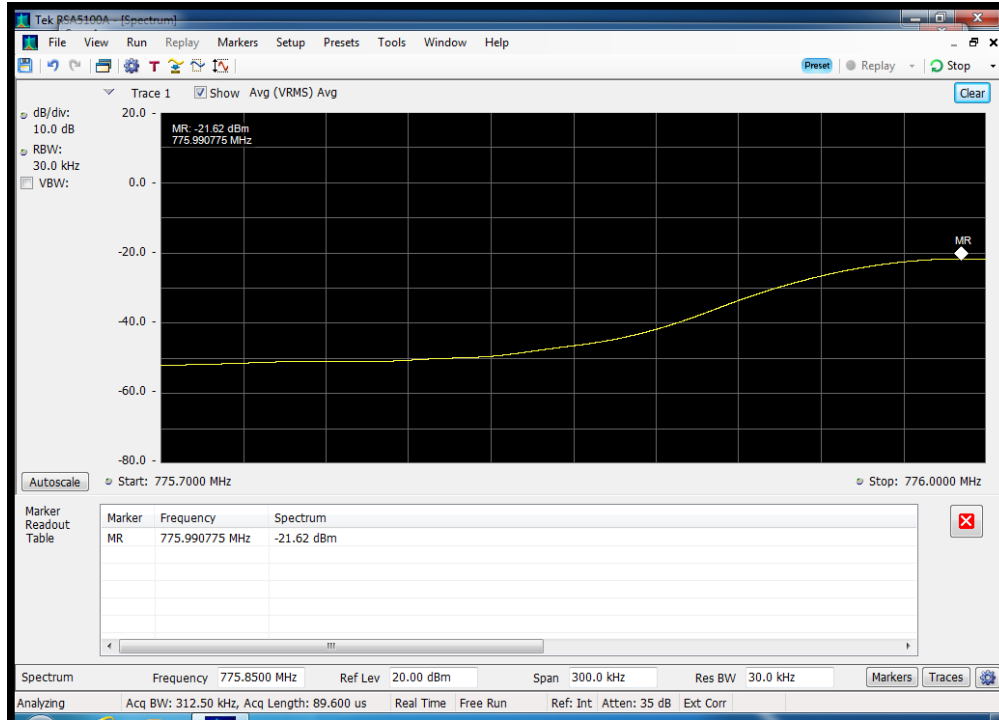 Tek RSA5100A - [Spectrum]
File View Run Replay Markers Setup Presets Tools Window Help
T Preset Replay Stop
Trace 1 Show Avg (VRMS) Avg Clear
dB/div:
10.0 dB
RBW:
30.0 kHz
VBW:
20.0
0.0
-20.0
-40.0
-60.0
-80.0
MR: -21.62 dBm
775.990775 MHz
MR
Autoscale Start: 775.7000 MHz Stop: 776.0000 MHz
Marker
Readout
Table
Marker Frequency Spectrum
MR 775.990775 MHz -21.62 dBm
Spectrum Frequency 775.8500 MHz Ref Lev 20.00 dBm Span 300.0 kHz Res BW 30.0 kHz Markers Traces
Analyzing Acq BW: 312.50 kHz, Acq Length: 89.600 us Real Time Free Run Ref: Int Atten: 35 dB Ext Corr